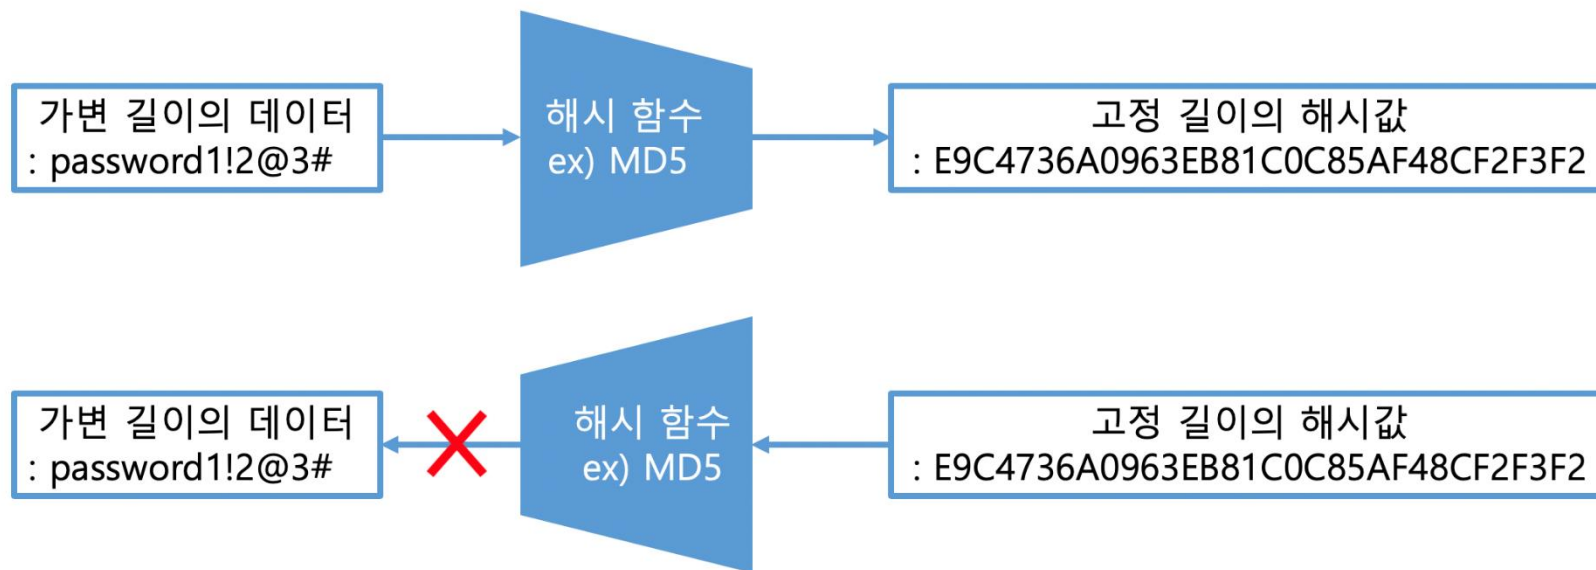 가변 길이의 데이터
: password1!2@3#
해시 함수
ex) MD5
고정 길이의 해시값
: E9C4736A0963EB81C0C85AF48CF2F3F2
가변 길이의 데이터
: password1!2@3#
해시 함수
ex) MD5
고정 길이의 해시값
: E9C4736A0963EB81C0C85AF48CF2F3F2